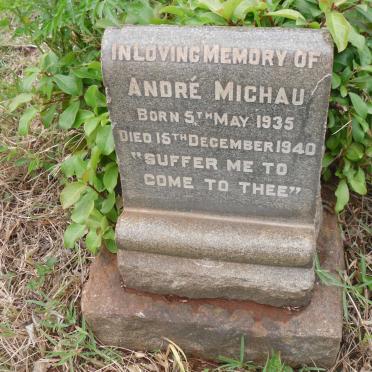 IN LOVING MEMORY OF
ANDRÉ MICHAU
BORN 5TH MAY 1935
DIED 15TH DECEMBER 1940
"SUFFER ME TO
COME TO THEE"